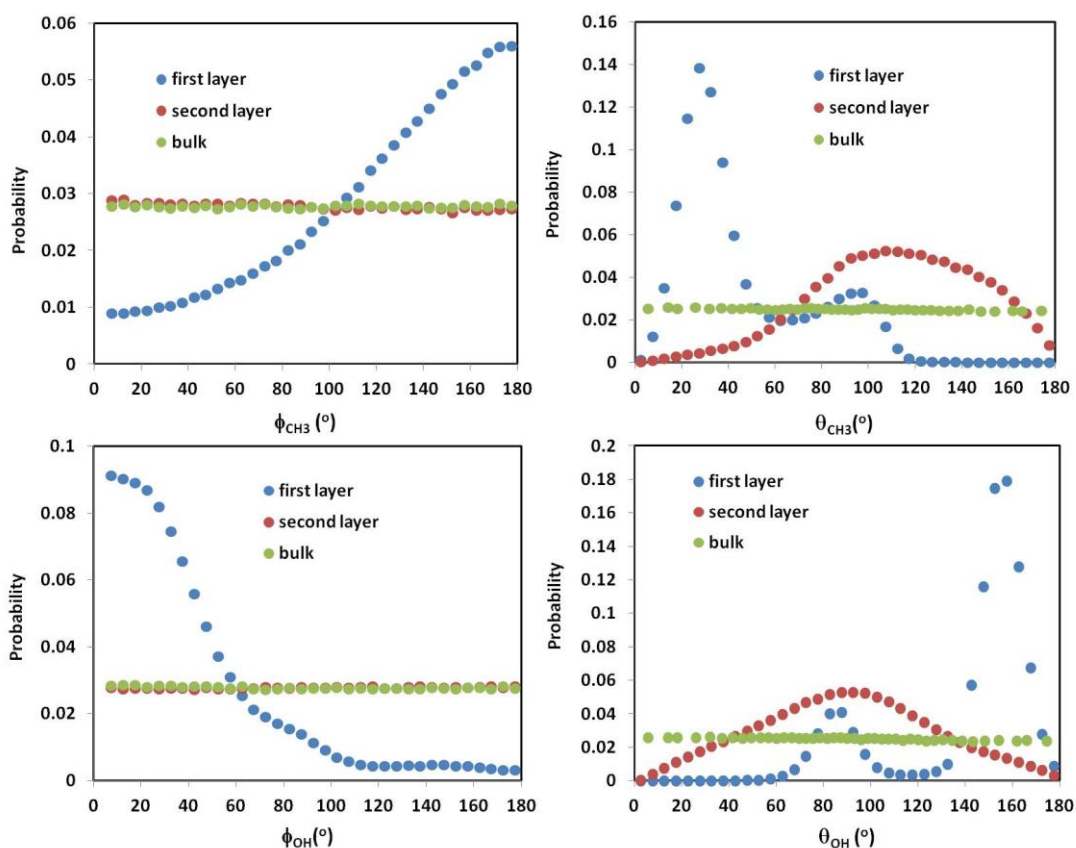 0.06
0.05
0.04
0.03
0.02
0.01
0
Probability
first layer
second layer
bulk
0 20 40 60 80 100 120 140 160 180
ϕCH3 (o)
0.16
0.14
0.12
0.1
0.08
0.06
0.04
0.02
0
Probability
first layer
second layer
bulk
0 20 40 60 80 100 120 140 160 180
θCH3(o)
0.1
0.08
0.06
0.04
0.02
0
Probability
first layer
second layer
bulk
0 20 40 60 80 100 120 140 160 180
ϕOH(o)
0.2
0.18
0.16
0.14
0.12
0.1
0.08
0.06
0.04
0.02
0
Probability
first layer
second layer
bulk
0 20 40 60 80 100 120 140 160 180
θOH(o)